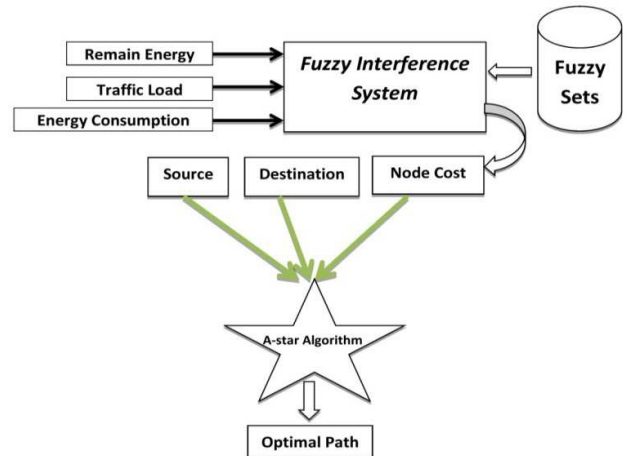 Remain Energy
Traffic Load
Energy Consumption
Fuzzy Interference
System
Fuzzy
Sets
Source
Destination
Node Cost
A-star Algorithm
Optimal Path